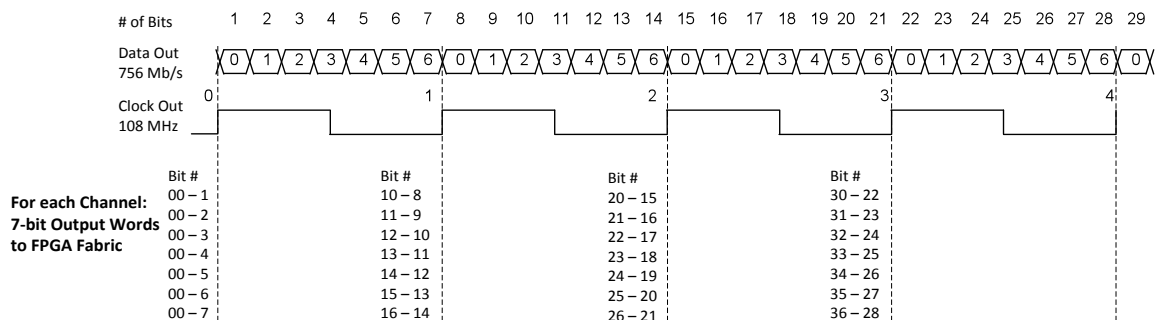 # of Bits 1 2 3 4 5 6 7 8 9 10 11 12 13 14 15 16 17 18 19 20 21 22 23 24 25 26 27 28 29
Data Out
756 Mb/s
0 1 2 3 4 5 6 0 1 2 3 4 5 6 0 1 2 3 4 5 6 0 1 2 3 4 5 6 0
0 1 2 3 4
Clock Out
108 MHz
For each Channel:
7-bit Output Words
to FPGA Fabric
Bit #
00 – 1
00 – 2
00 – 3
00 – 4
00 – 5
00 – 6
00 – 7
Bit #
10 – 8
11 – 9
12 – 10
13 – 11
14 – 12
15 – 13
16 – 14
Bit #
20 – 15
21 – 16
22 – 17
23 – 18
24 – 19
25 – 20
26 – 21
Bit #
30 – 22
31 – 23
32 – 24
33 – 25
34 – 26
35 – 27
36 – 28